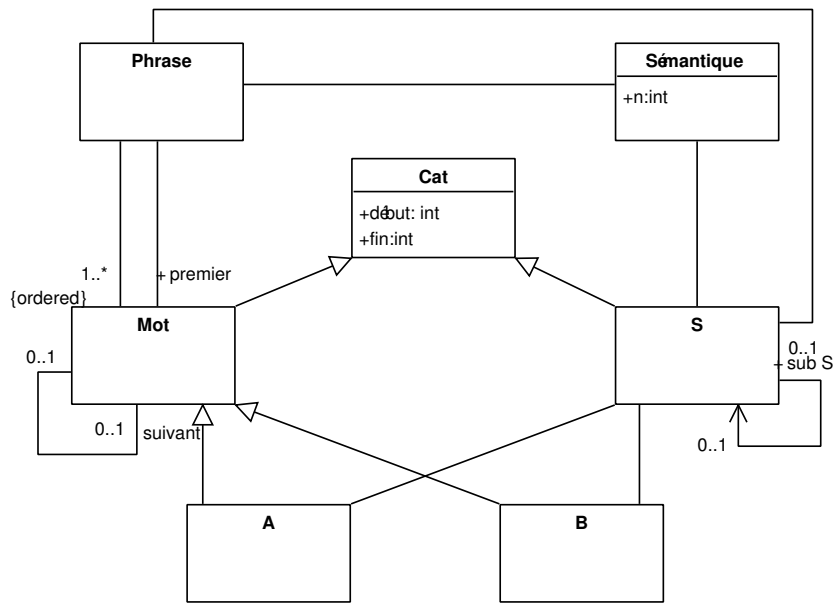 Phrase
Sémantique
+n:int
Cat
+début: int
+fin:int
1..*
+ premier
{ordered}
Mot
S
0..1
0..1
+ sub S
0..1
suivant
0..1
A
B